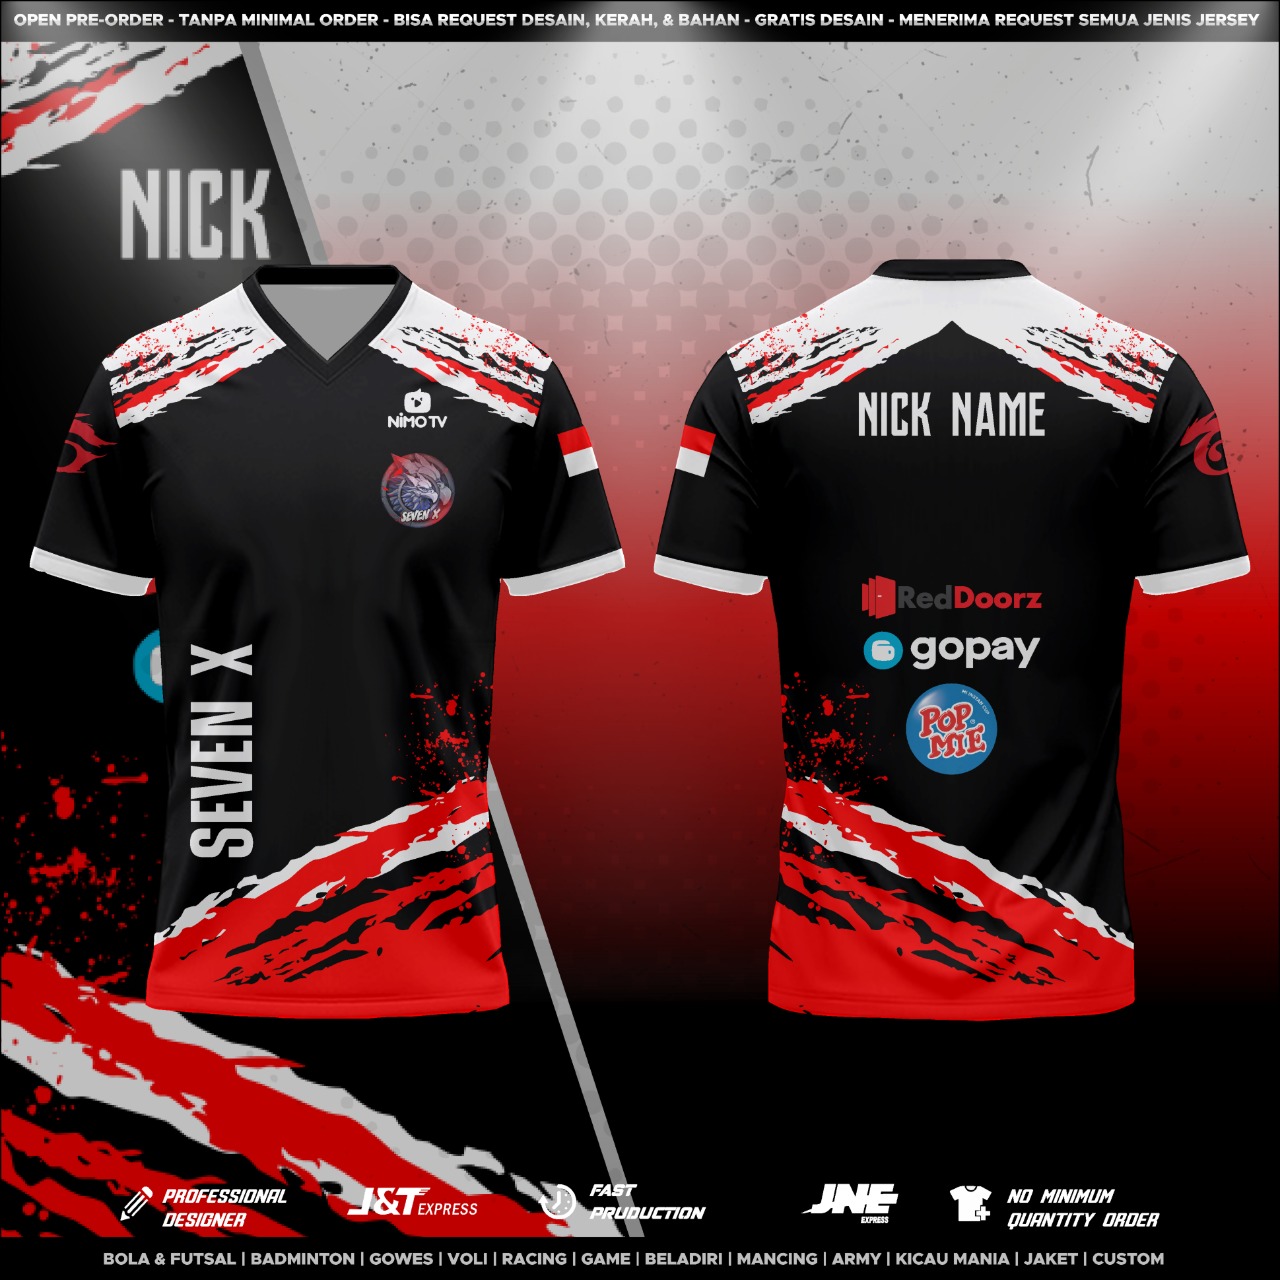 OPEN PRE-ORDER - TANPA MINIMAL ORDER - BISA REQUEST DESAIN, KERAH, & BAHAN - GRATIS DESAIN - MENERIMA REQUEST SEMUA JENIS JERSEY
NICK
NiMO TV
SEVEN X
SEVEN X
NICK NAME
RedDoorz
gopay
POP MIE
PROFESSIONAL
DESIGNER
J&T EXPRESS
FAST
PRUDUCTION
JNE
EXPRESS
NO MINIMUM
QUANTITY ORDER
BOLA & FUTSAL | BADMINTON | GOWES | VOLI | RACING | GAME | BELADIRI | MANCING | ARMY | KICAU MANIA | JAKET | CUSTOM